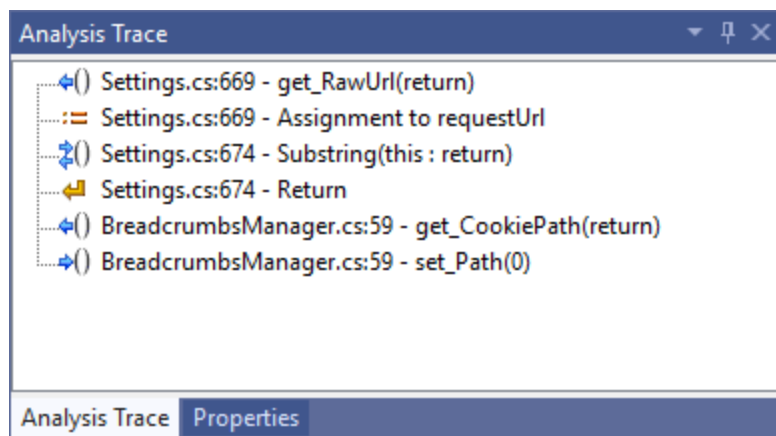 Analysis Trace
() Settings.cs:669 - get_RawUrl(return)
:= Settings.cs:669 - Assignment to requestUrl
() Settings.cs:674 - Substring(this : return)
Settings.cs:674 - Return
() BreadcrumbsManager.cs:59 - get_CookiePath(return)
() BreadcrumbsManager.cs:59 - set_Path(0)
Analysis Trace Properties